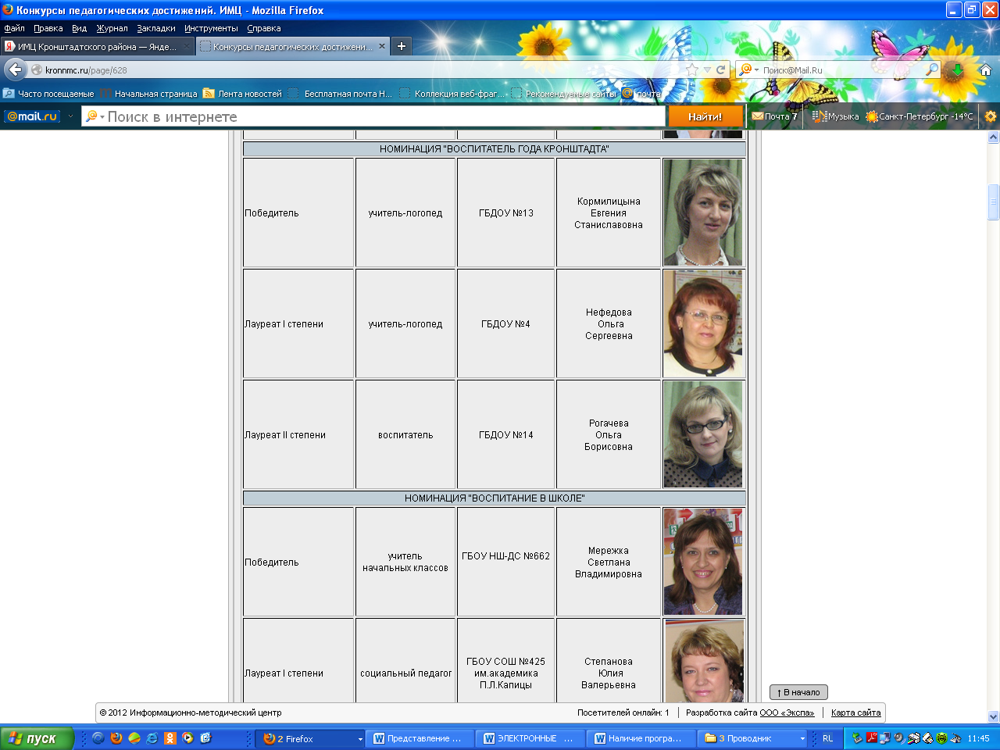 Конкурсы педагогических достижений. ИМЦ - Mozilla Firefox
Файл Правка Вид Журнал Закладки Инструменты Справка
ИМЦ Кронштадтского района — Янде... Конкурсы педагогических достижени...
kronnmc.ru/page/628 Поиск@Mail.Ru
Часто посещаемые Начальная страница Лента новостей Бесплатная почта H... Коллекция веб-фраг... Рекомендуемые сайты почта
@mail.ru Поиск в интернете Найти! Почта 7 Музыка Санкт-Петербург -14°C
НОМИНАЦИЯ "ВОСПИТАТЕЛЬ ГОДА КРОНШТАДТА"
Победитель учитель-логопед ГБДОУ №13 Кормилицына
Евгения
Станиславовна
Лауреат I степени учитель-логопед ГБДОУ №4 Нефедова
Ольга
Сергеевна
Лауреат II степени воспитатель ГБДОУ №14 Рогачева
Ольга
Борисовна
НОМИНАЦИЯ "ВОСПИТАНИЕ В ШКОЛЕ"
Победитель учитель
начальных классов ГБОУ НШ-ДС №662 Мережка
Светлана
Владимировна
Лауреат I степени социальный педагог ГБОУ СОШ №425
им.академика
П.Л.Капицы Степанова
Юлия
Валерьевна
↑ В начало
© 2012 Информационно-методический центр Посетителей онлайн: 1 | Разработка сайта ООО «Экспа» | Карта сайта
пуск 2 Firefox Представление ... ЭЛЕКТРОННЫЕ ... Наличие програ... 3 Проводник RL 11:45